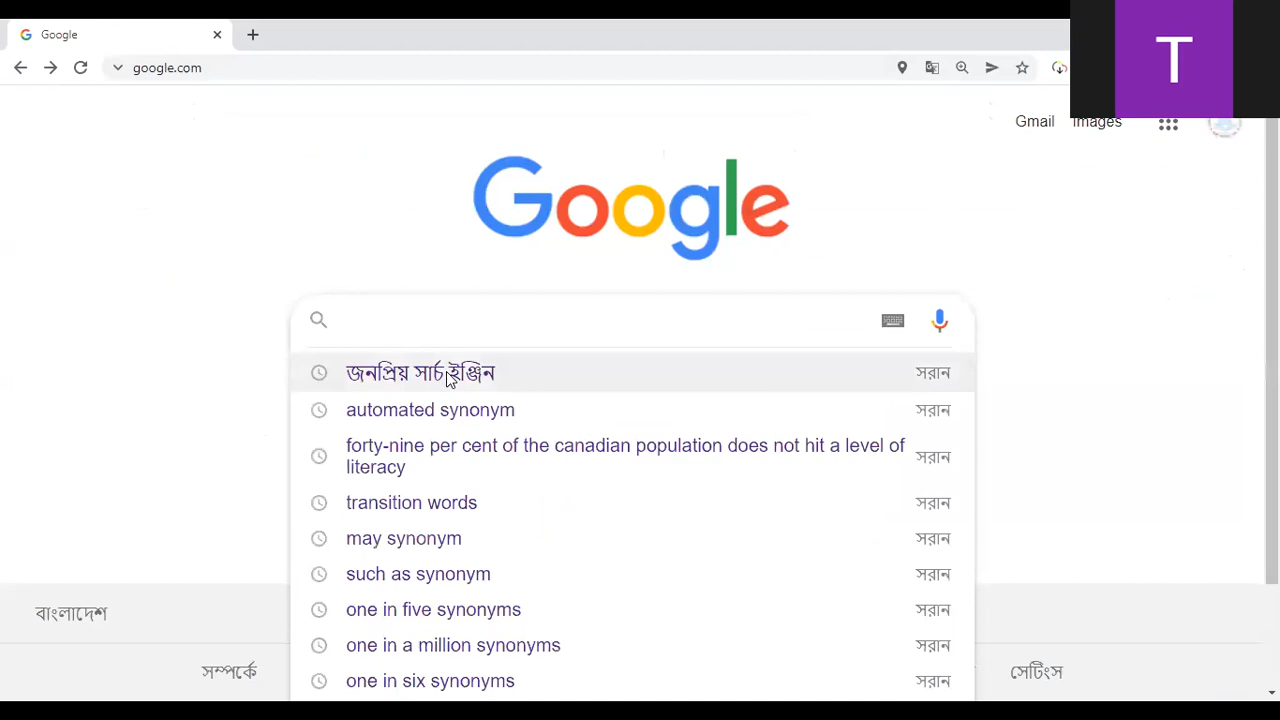 Google
google.com
T
Gmail Images
Google
জনপ্রিয় সার্চ ইঞ্জিন সরান
automated synonym সরান
forty-nine per cent of the canadian population does not hit a level of
literacy সরান
transition words সরান
may synonym সরান
such as synonym সরান
one in five synonyms সরান
one in a million synonyms সরান
one in six synonyms সরান
বাংলাদেশ
সম্পর্কে সেটিংস